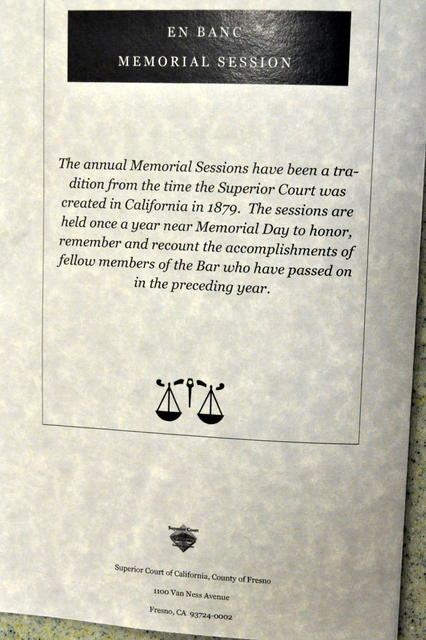 EN BANC
MEMORIAL SESSION
The annual Memorial Sessions have been a tra-
dition from the time the Superior Court was
created in California in 1879. The sessions are
held once a year near Memorial Day to honor,
remember and recount the accomplishments of
fellow members of the Bar who have passed on
in the preceding year.
Superior Court
Superior Court of California, County of Fresno
1100 Van Ness Avenue
Fresno, CA 93724-0002